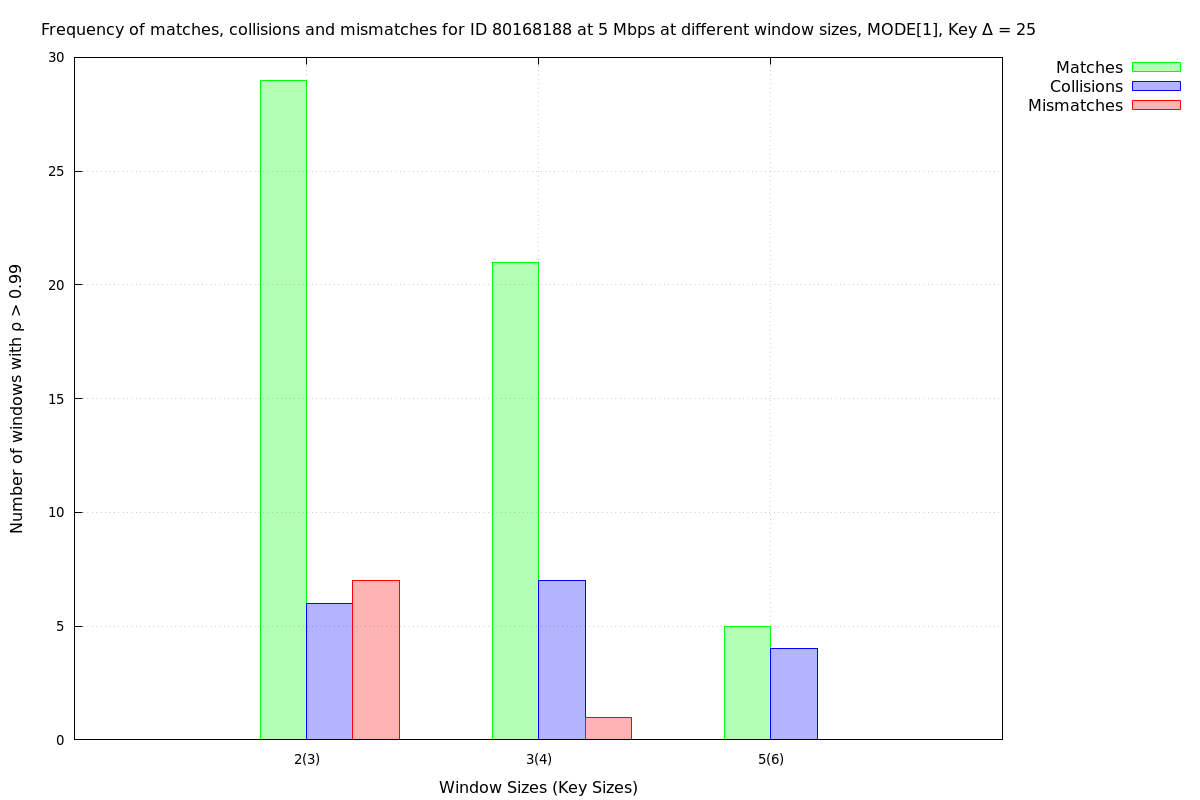 Frequency of matches, collisions and mismatches for ID 80168188 at 5 Mbps at different window sizes, MODE[1], Key Δ = 25
Matches
Collisions
Mismatches
Number of windows with ρ > 0.99
30
25
20
15
10
5
0
2(3)
3(4)
5(6)
Window Sizes (Key Sizes)